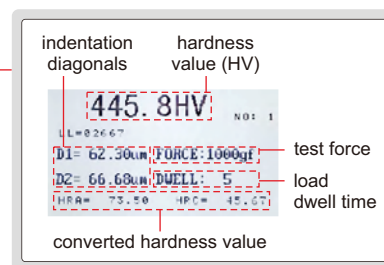 indentation diagonals
hardness value (HV)
445.8HV
NO: 1
LL=02667
D1= 62.30um FORCE:1000gf
D2= 66.68um DWELL: 5
HRA= 73.50 HRC= 45.67
test force
load dwell time
converted hardness value